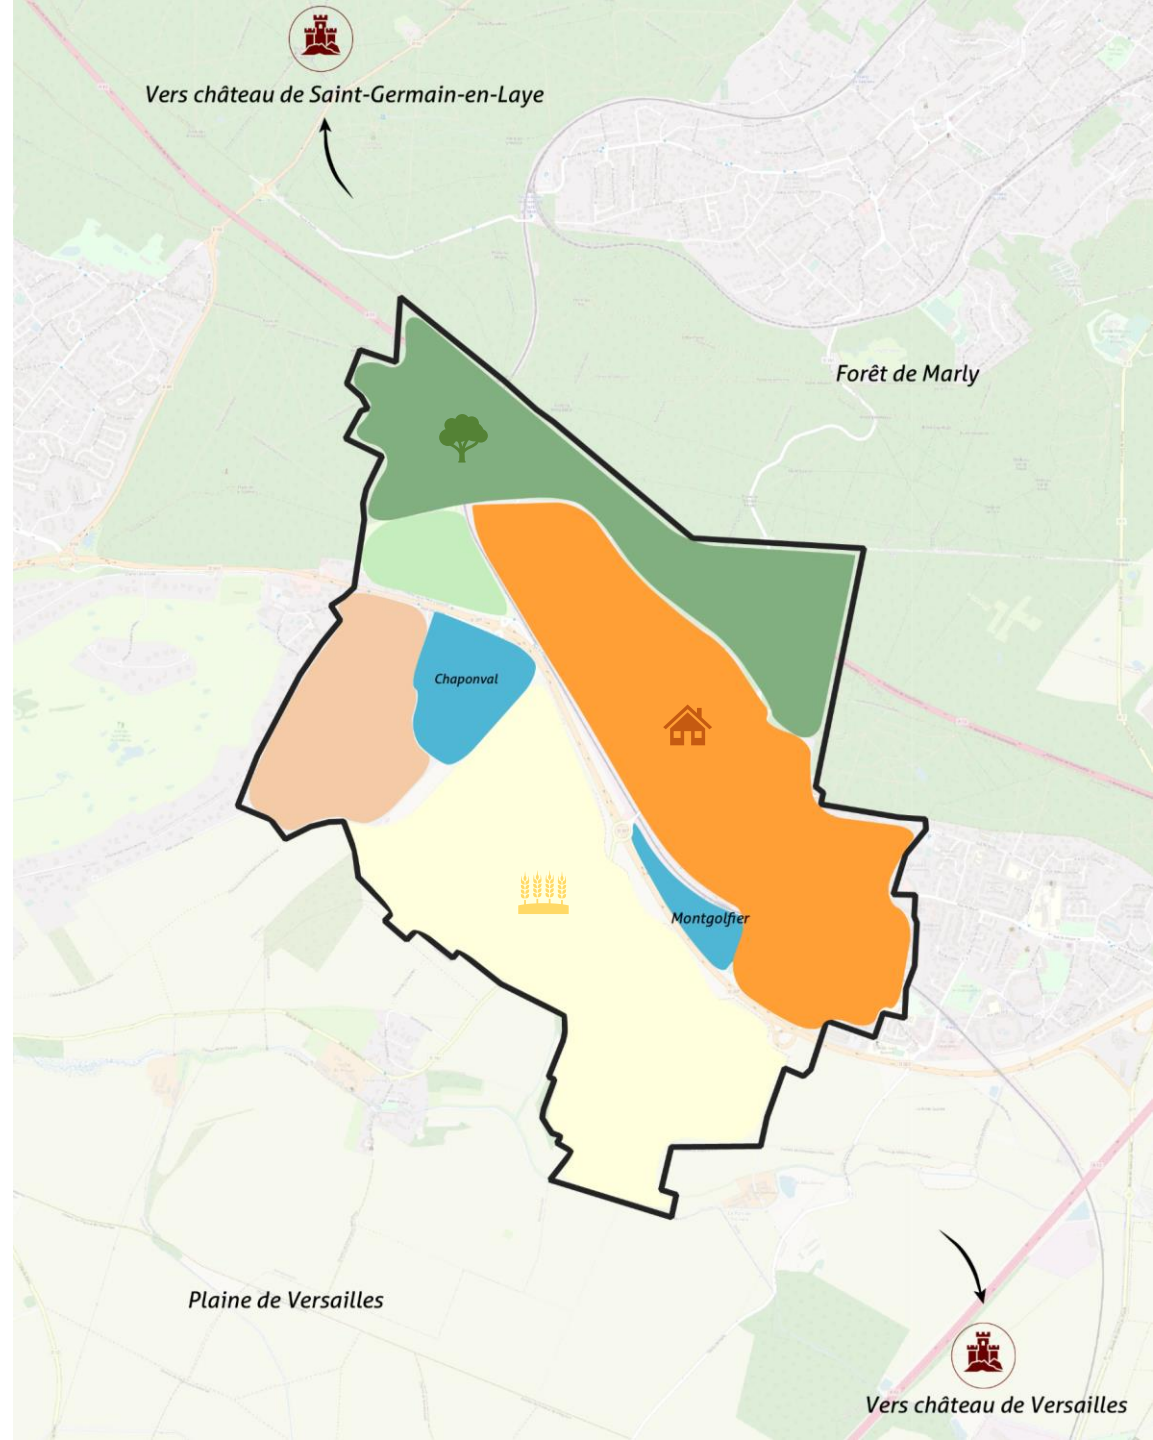 Vers château de Saint-Germain-en-Laye
Forêt de Marly
Chaponval
Montgolfier
Plaine de Versailles
Vers château de Versailles